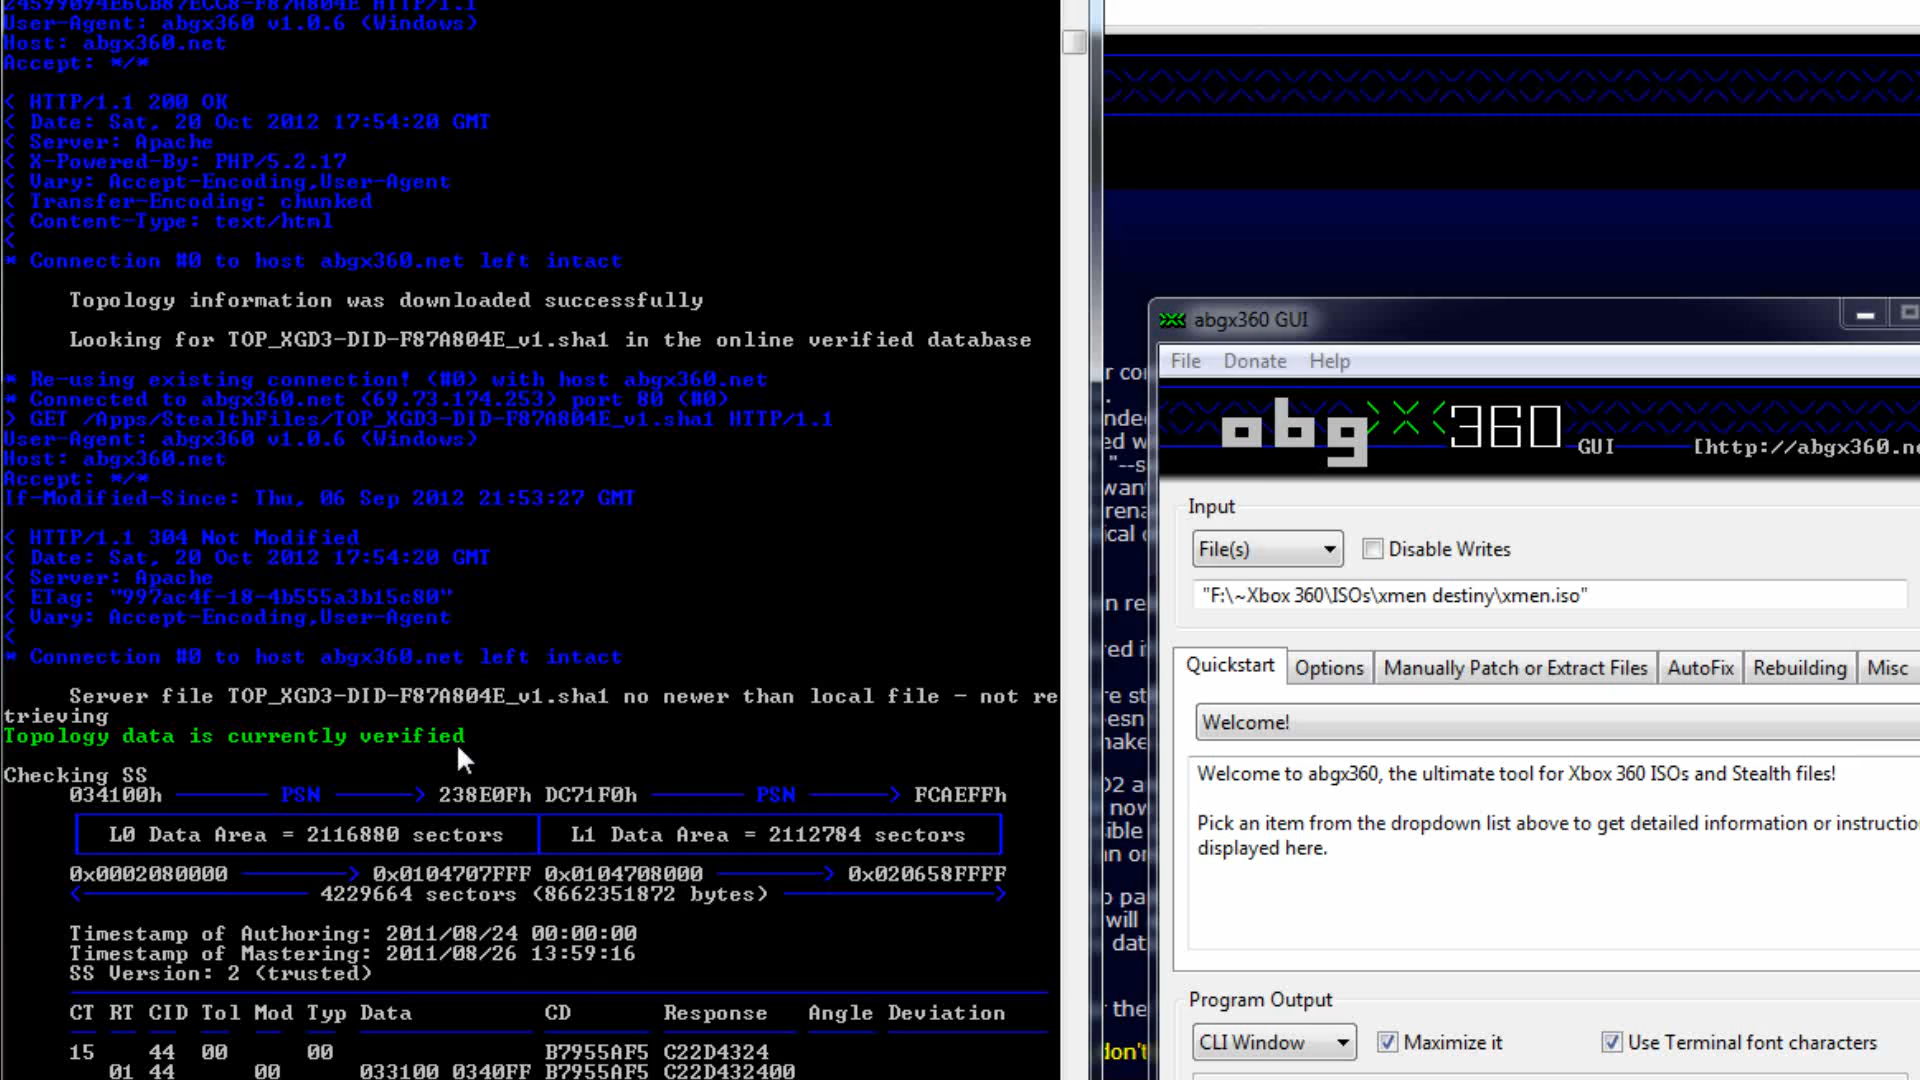 24599094E6CB87ECC8-F87A804E HTTP/1.1
User-Agent: abgx360 v1.0.6 (Windows)
Host: abgx360.net
Accept: */*
< HTTP/1.1 200 OK
< Date: Sat, 20 Oct 2012 17:54:20 GMT
< Server: Apache
< X-Powered-By: PHP/5.2.17
< Vary: Accept-Encoding,User-Agent
< Transfer-Encoding: chunked
< Content-Type: text/html
<
* Connection #0 to host abgx360.net left intact
Topology information was downloaded successfully
Looking for TOP_XGD3-DID-F87A804E_v1.sha1 in the online verified database
* Re-using existing connection! (#0) with host abgx360.net
* Connected to abgx360.net (69.73.174.253) port 80 (#0)
> GET /Apps/StealthFiles/TOP_XGD3-DID-F87A804E_v1.sha1 HTTP/1.1
User-Agent: abgx360 v1.0.6 (Windows)
Host: abgx360.net
Accept: */*
If-Modified-Since: Thu, 06 Sep 2012 21:53:27 GMT
< HTTP/1.1 304 Not Modified
< Date: Sat, 20 Oct 2012 17:54:20 GMT
< Server: Apache
< ETag: "997ac4f-18-4b555a3b15c80"
< Vary: Accept-Encoding,User-Agent
<
* Connection #0 to host abgx360.net left intact
Server file TOP_XGD3-DID-F87A804E_v1.sha1 no newer than local file - not re
trieving
Topology data is currently verified
Checking SS
034100h PSN > 238E0Fh DC71F0h PSN > FCAEFFh
L0 Data Area = 2116880 sectors L1 Data Area = 2112784 sectors
0x0002080000 > 0x0104707FFF 0x0104708000 > 0x020658FFFF
< 4229664 sectors (8662351872 bytes) >
Timestamp of Authoring: 2011/08/24 00:00:00
Timestamp of Mastering: 2011/08/26 13:59:16
SS Version: 2 (trusted)
CT RT CID Tol Mod Typ Data CD Response Angle Deviation
15 44 00 00 B7955AF5 C22D4324
01 44 00 033100 0340FF B7955AF5 C22D432400
abgx360 GUI
File Donate Help
abgx360 GUI [http://abgx360.ne
Input
File(s) Disable Writes
"F:\~Xbox 360\ISOs\xmen destiny\xmen.iso"
Quickstart Options Manually Patch or Extract Files AutoFix Rebuilding Misc
Welcome!
Welcome to abgx360, the ultimate tool for Xbox 360 ISOs and Stealth files!
Pick an item from the dropdown list above to get detailed information or instructio
displayed here.
Program Output
CLI Window Maximize it Use Terminal font characters